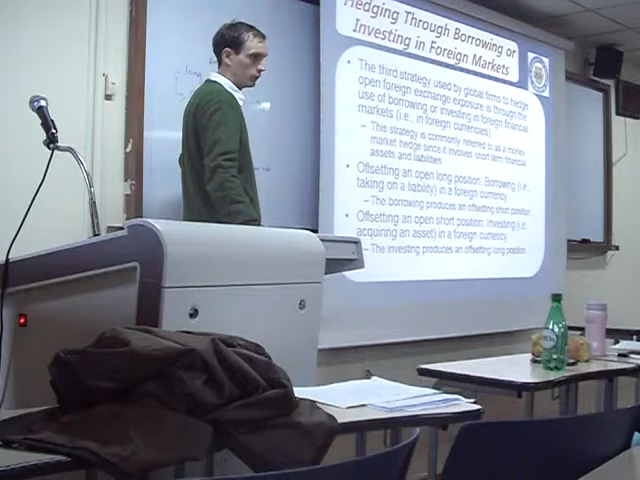 Hedging Through Borrowing or
Investing in Foreign Markets
• The third strategy used by global firms to hedge
open foreign exchange exposure is through the
use of borrowing or investing in foreign financial
markets (i.e., in foreign currencies).
– This strategy is commonly referred to as a money
market hedge since it involves short term financial
assets and liabilities.
• Offsetting an open long position: Borrowing (i.e.,
taking on a liability) in a foreign currency
– The borrowing produces an offsetting short position.
• Offsetting an open short position: Investing (i.e.,
acquiring an asset) in a foreign currency.
– The investing produces an offsetting long position.